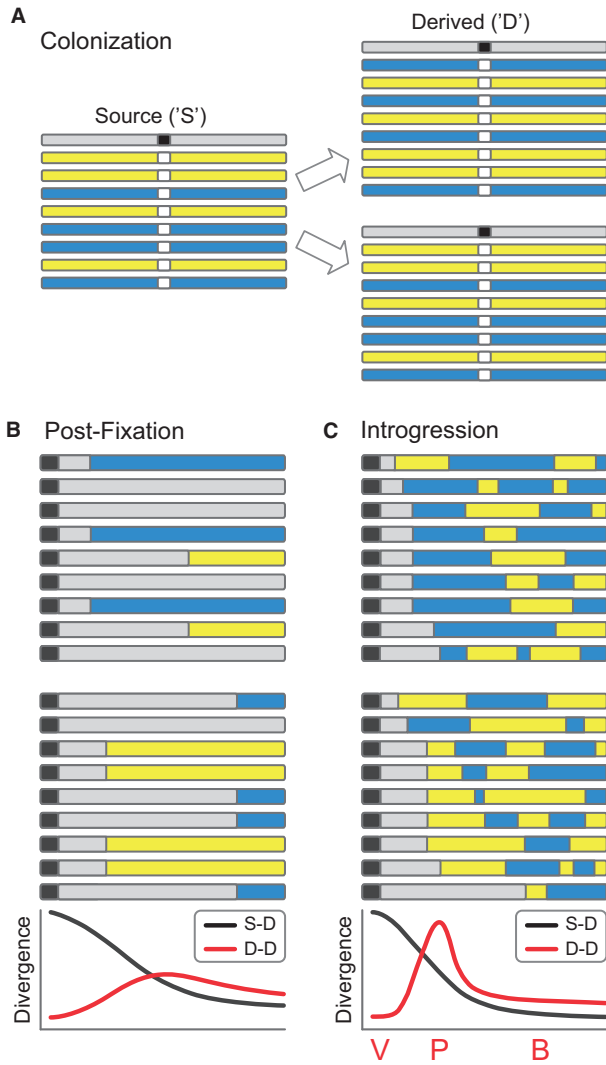 A
Colonization
Source ('S')
Derived ('D')
B Post-Fixation
C Introgression
Divergence
S-D
D-D
Divergence
S-D
D-D
V P B